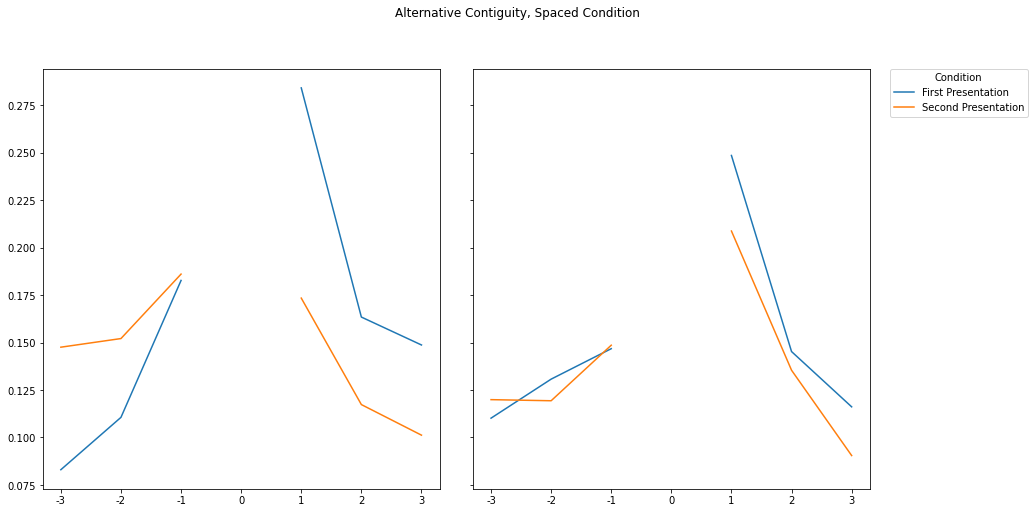 Alternative Contiguity, Spaced Condition
Condition
First Presentation
Second Presentation
0.275
0.250
0.225
0.200
0.175
0.150
0.125
0.100
0.075
-3 -2 -1 0 1 2 3
-3 -2 -1 0 1 2 3